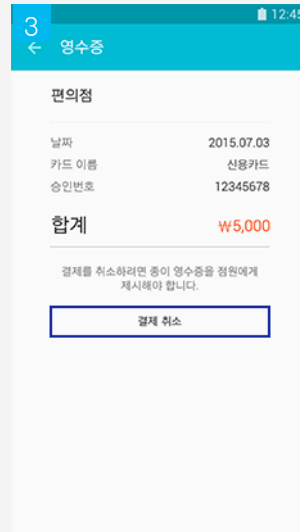 12:45
3
← 영수증
편의점
날짜 2015.07.03
카드 이름 신용카드
승인번호 12345678
합계 ₩5,000
결제를 취소하려면 종이 영수증을 점원에게
제시해야 합니다.
결제 취소